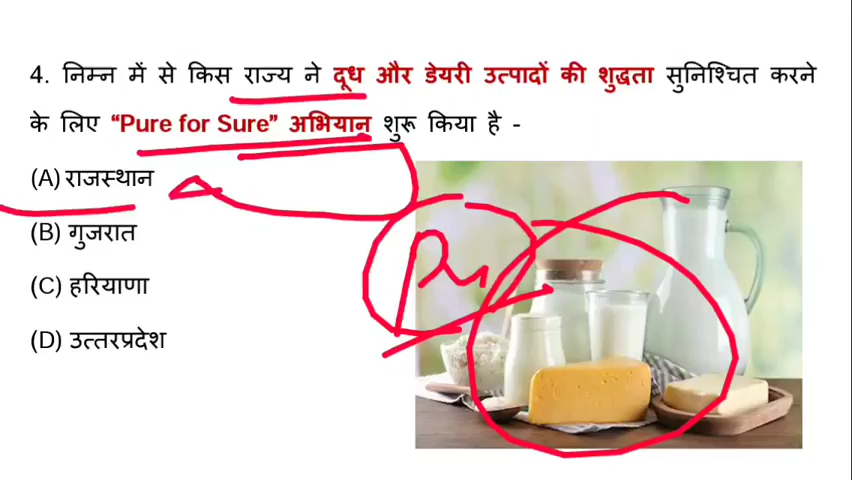 4. निम्न में से किस राज्य ने दूध और डेयरी उत्पादों की शुद्धता सुनिश्चित करने
के लिए “Pure for Sure” अभियान शुरू किया है -
(A) राजस्थान
(B) गुजरात
(C) हरियाणा
(D) उत्तरप्रदेश